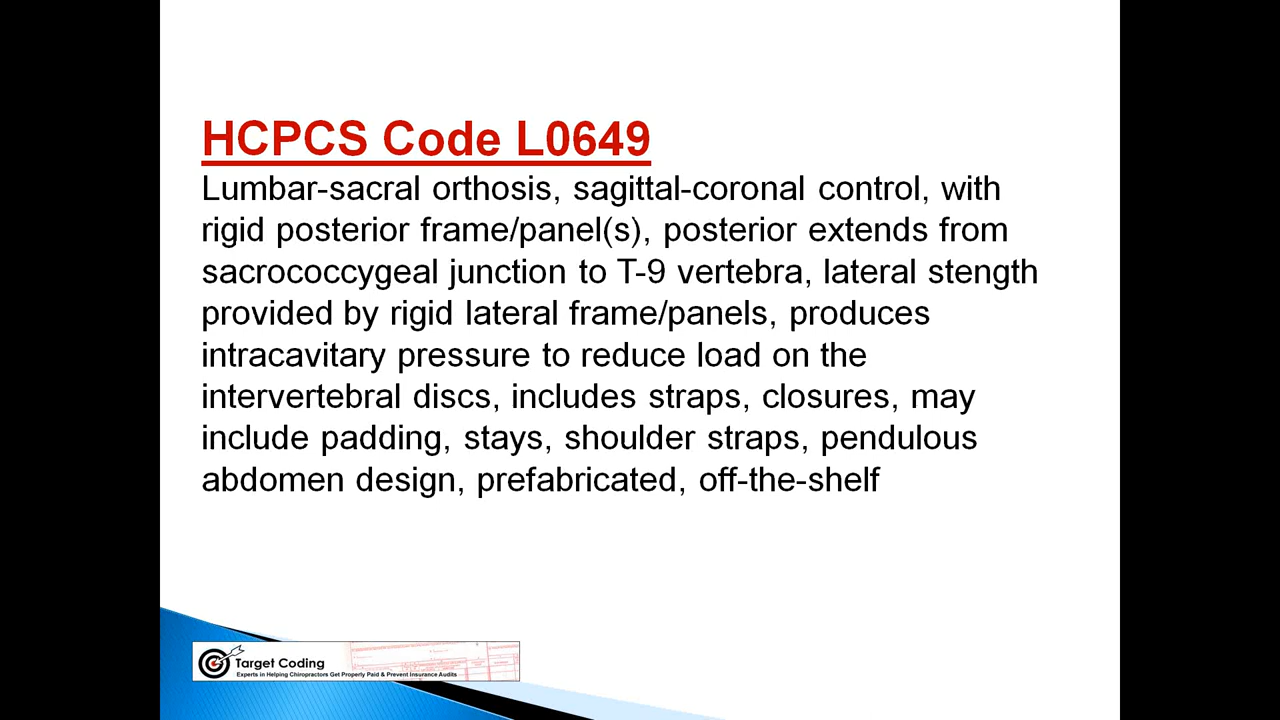 HCPCS Code L0649
Lumbar-sacral orthosis, sagittal-coronal control, with
rigid posterior frame/panel(s), posterior extends from
sacrococcygeal junction to T-9 vertebra, lateral stength
provided by rigid lateral frame/panels, produces
intracavitary pressure to reduce load on the
intervertebral discs, includes straps, closures, may
include padding, stays, shoulder straps, pendulous
abdomen design, prefabricated, off-the-shelf
Target Coding
Experts in Helping Chiropractors Get Properly Paid & Prevent Insurance Audits